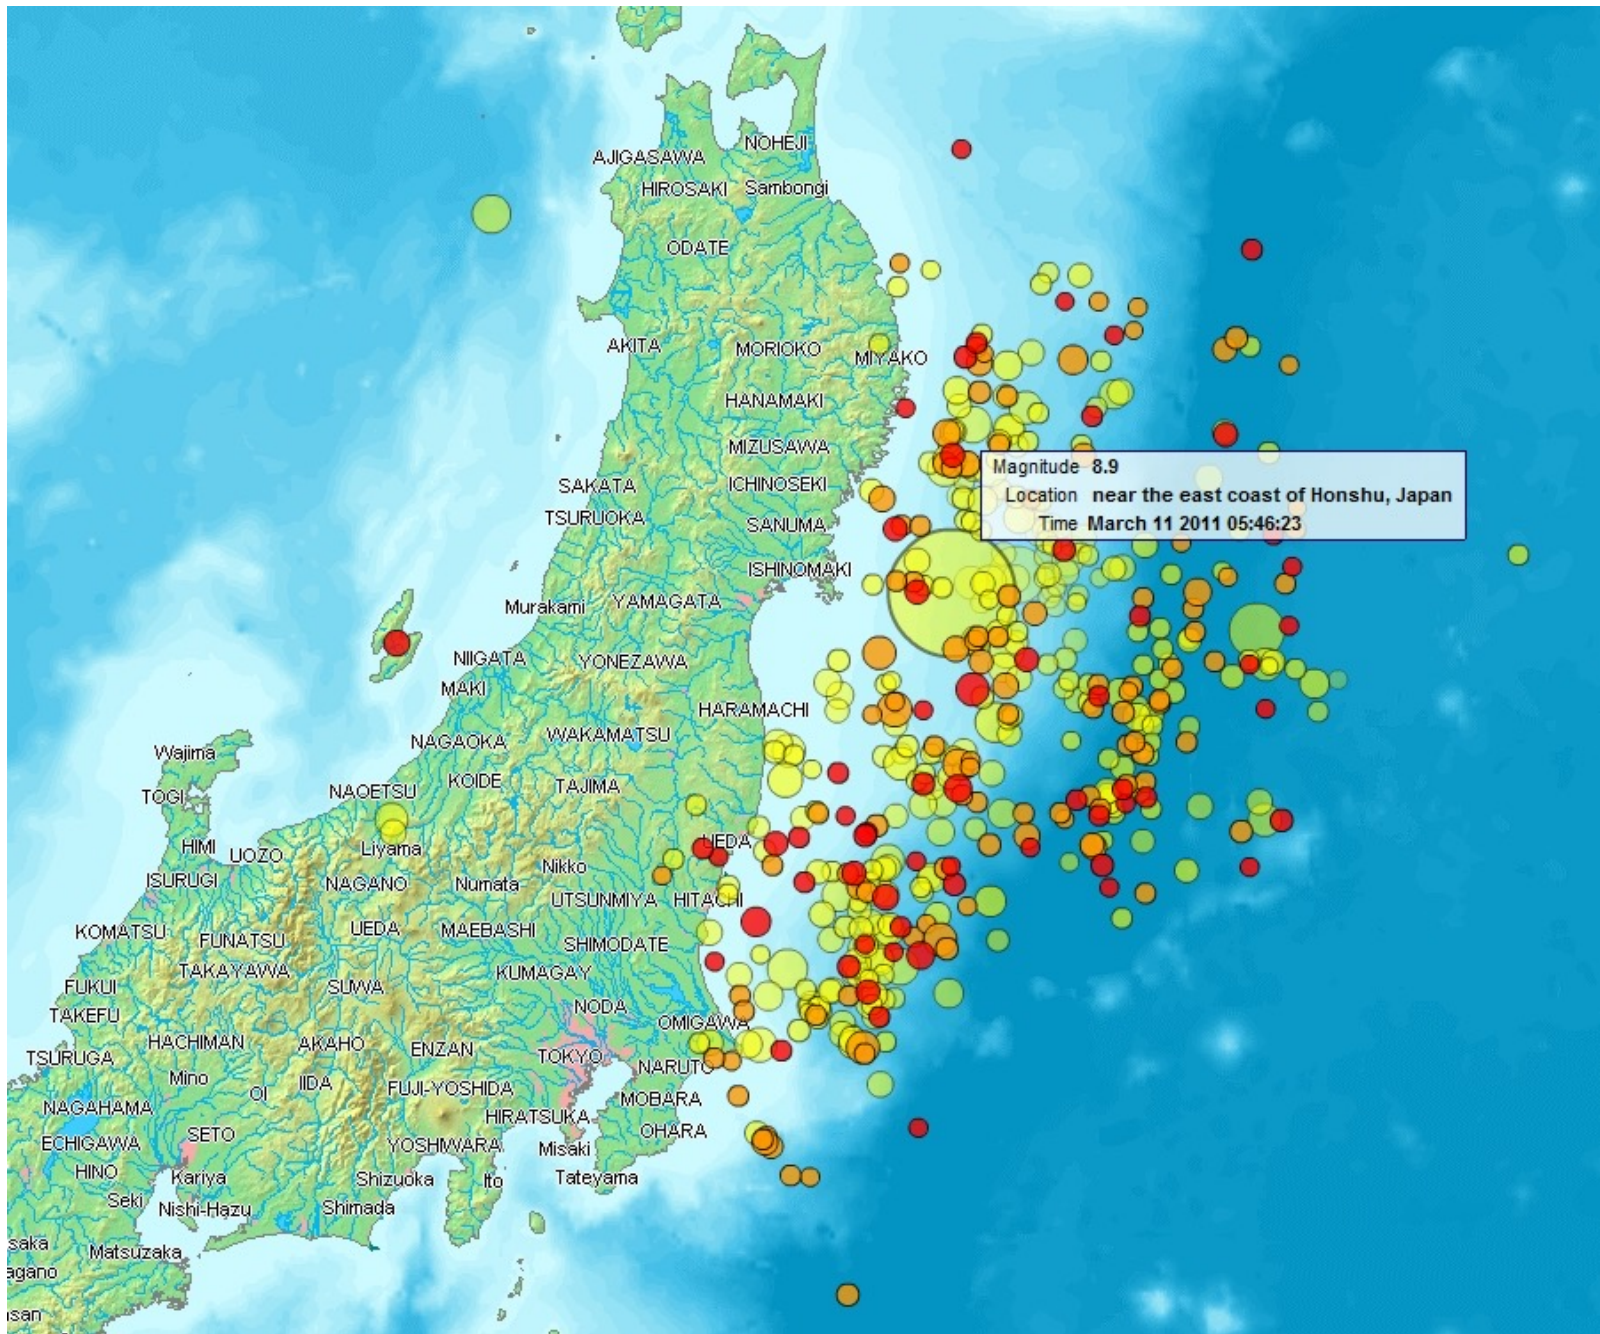 NOHEJI
AJIGASAWA
HIROSAKI
Sambongi
ODATE
AKITA
MORIOKO
MIYAKO
HANAMAKI
MIZUSAWA
Magnitude 8.9
Location near the east coast of Honshu, Japan
Time March 11 2011 05:46:23
SAKATA
ICHINOSEKI
TSURUOKA
SANUMA
ISHINOMAKI
Murakami
YAMAGATA
NIIGATA
YONEZAWA
MAKI
HARAMACHI
NAGAOKA
WAKAMATSU
Wajima
KOIDE
TAJIMA
NAOETSU
TOGI
UEDA
HIMI
UOZO
Liyama
Nikko
ISURUGI
NAGANO
Numata
UTSUNMIYA
HITACHI
KOMATSU
FUNATSU
UEDA
MAEBASHI
SHIMODATE
TAKAYAWA
KUMAGAY
FUKUI
SUWA
NODA
TAKEFU
OMIGAWA
HACHIMAN
AKAHO
ENZAN
TOKYO
TSURUGA
NARUTO
Mino
OI
IIDA
FUJI-YOSHIDA
MOBARA
NAGAHAMA
HIRATSUKA
SETO
OHARA
ECHIGAWA
YOSHIWARA
Misaki
HINO
Kariya
Shizuoka
Ito
Tateyama
Seki
Nishi-Hazu
Shimada
saka
Matsuzaka
agano
san